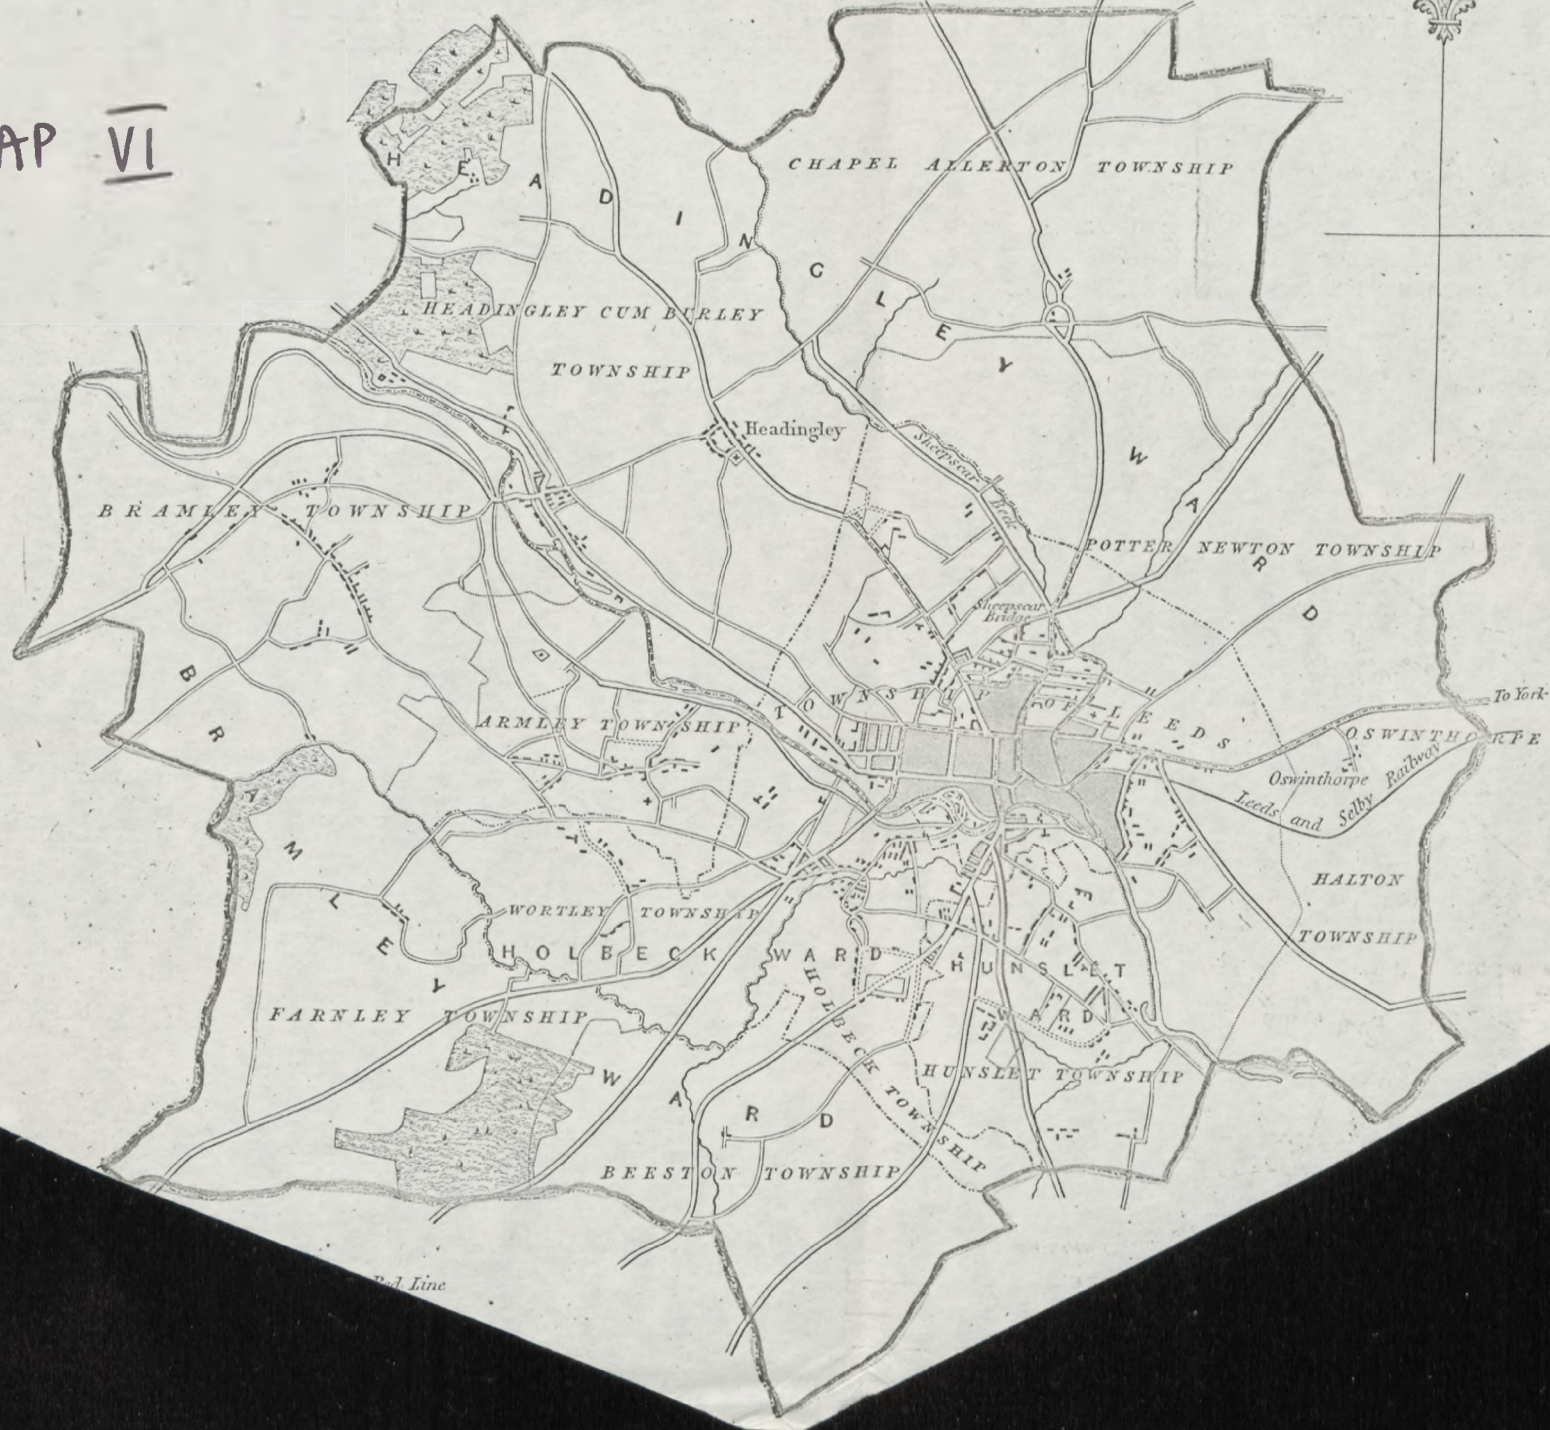 AP VI
CHAPEL ALLERTON TOWNSHIP
HEADINGLEY WARD
HEADINGLEY CUM BURLEY
TOWNSHIP
Headingley
Sheepscar Beck
BRAMLEY TOWNSHIP
POTTER NEWTON TOWNSHIP
Sheepscar
Bridge
TOWNSHIP OF LEEDS
To York
ARMLEY TOWNSHIP
OSWINTHORPE
Oswinthorpe
Leeds and Selby Railway
BRAMLEY WARD
HALTON
TOWNSHIP
WORTLEY TOWNSHIP
HOLBECK WARD
HUNSLET
WARD
FARNLEY TOWNSHIP
HOLBECK TOWNSHIP
HUNSLET TOWNSHIP
BEESTON TOWNSHIP
Red Line